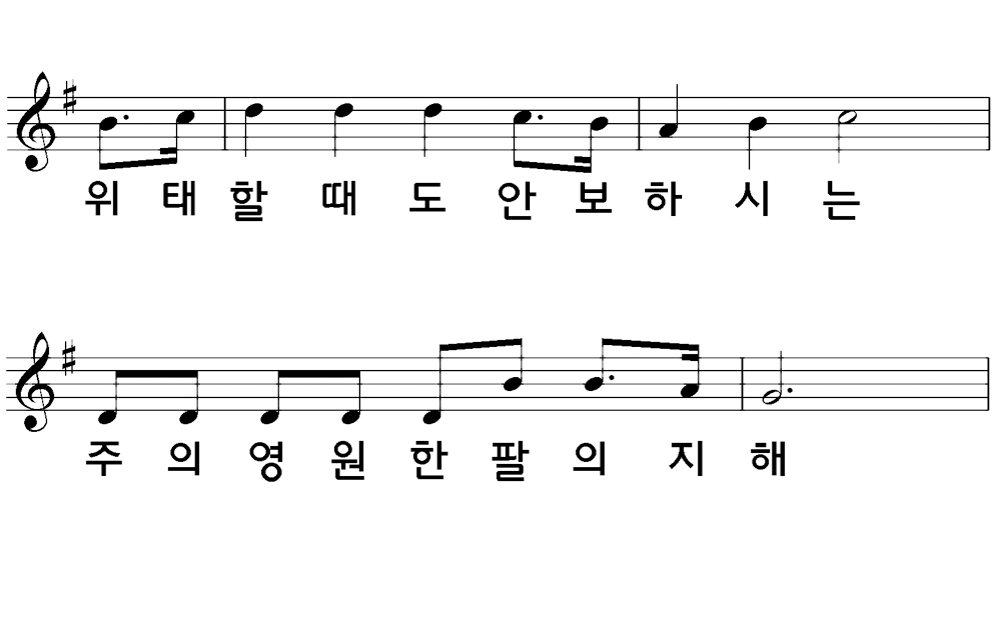 위 태 할 때 도 안 보 하 시 는
주 의 영 원 한 팔 의 지 해